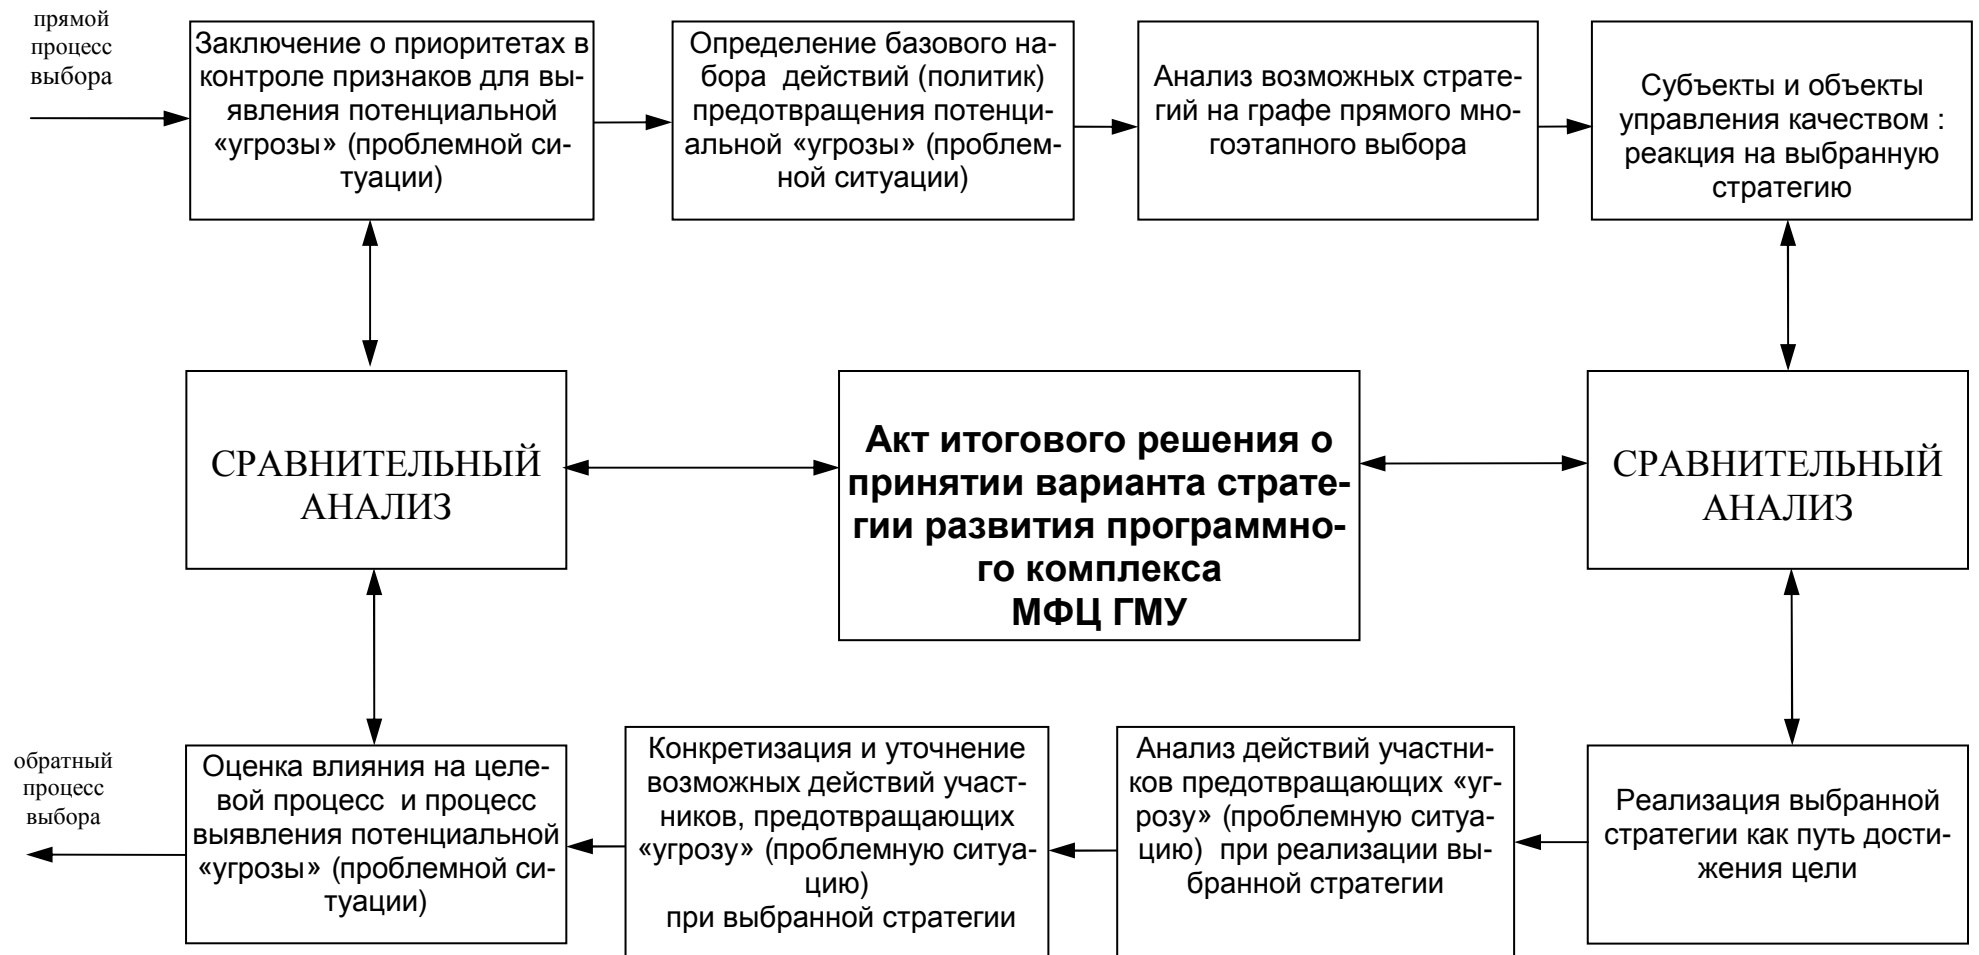 прямой
процесс
выбора
Заключение о приоритетах в
контроле признаков для вы-
явления потенциальной
«угрозы» (проблемной си-
туации)
Определение базового на-
бора действий (политик)
предотвращения потенци-
альной «угрозы» (проблем-
ной ситуации)
Анализ возможных страте-
гий на графе прямого мно-
гоэтапного выбора
Субъекты и объекты
управления качеством :
реакция на выбранную
стратегию
СРАВНИТЕЛЬНЫЙ
АНАЛИЗ
Акт итогового решения о
принятии варианта страте-
гии развития программно-
го комплекса
МФЦ ГМУ
СРАВНИТЕЛЬНЫЙ
АНАЛИЗ
обратный
процесс
выбора
Оценка влияния на целе-
вой процесс и процесс
выявления потенциальной
«угрозы» (проблемной си-
туации)
Конкретизация и уточнение
возможных действий участ-
ников, предотвращающих
«угрозу» (проблемную ситуа-
цию)
при выбранной стратегии
Анализ действий участни-
ков предотвращающих «уг-
розу» (проблемную ситуа-
цию) при реализации вы-
бранной стратегии
Реализация выбранной
стратегии как путь дости-
жения цели